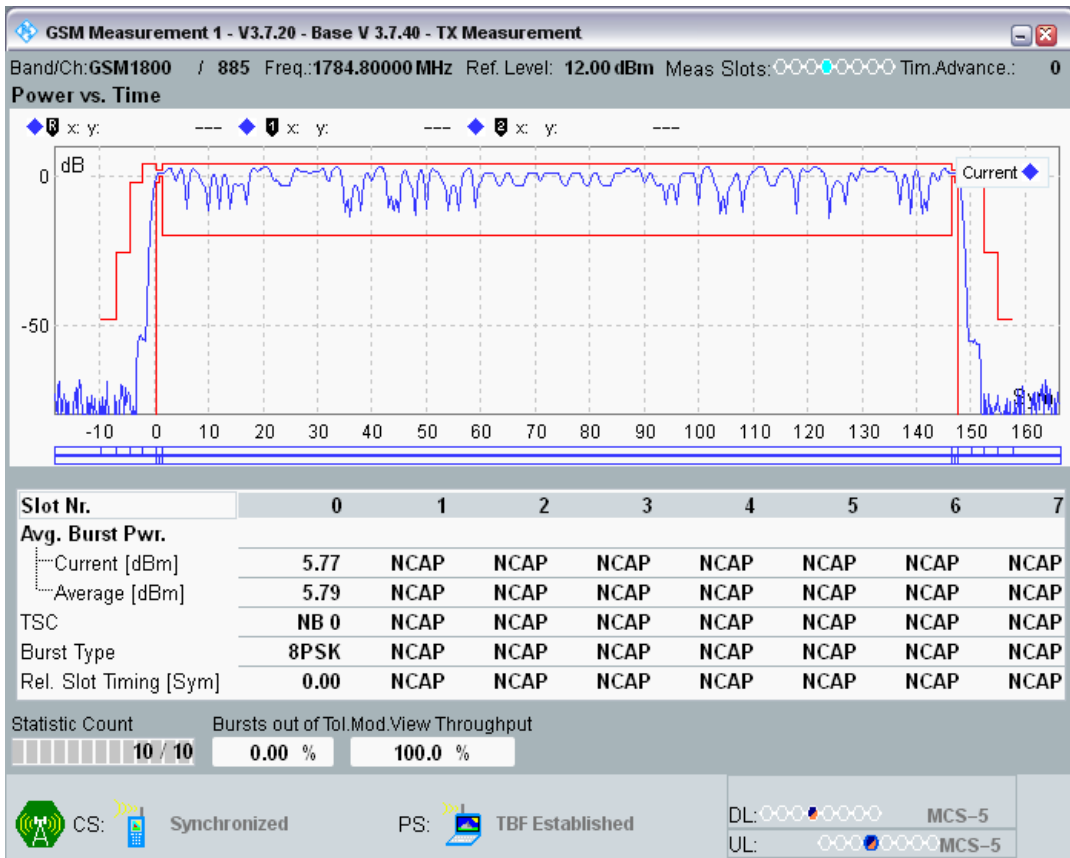 GSM Measurement 1 - V3.7.20 - Base V 3.7.40 - TX Measurement
Band/Ch:GSM1800 / 885 Freq.:1784.80000 MHz Ref. Level: 12.00 dBm Meas Slots: Tim.Advance.: 0
Power vs. Time
R x: y: --- 1 x: y: --- 2 x: y: ---
dB
Current
0
-50
-10 0 10 20 30 40 50 60 70 80 90 100 110 120 130 140 150 160
Slot Nr. 0 1 2 3 4 5 6 7
Avg. Burst Pwr.
Current [dBm] 5.77 NCAP NCAP NCAP NCAP NCAP NCAP NCAP
Average [dBm] 5.79 NCAP NCAP NCAP NCAP NCAP NCAP NCAP
TSC NB 0 NCAP NCAP NCAP NCAP NCAP NCAP NCAP
Burst Type 8PSK NCAP NCAP NCAP NCAP NCAP NCAP NCAP
Rel. Slot Timing [Sym] 0.00 NCAP NCAP NCAP NCAP NCAP NCAP NCAP
Statistic Count Bursts out of Tol.Mod.View Throughput
10 / 10 0.00 % 100.0 %
CS: Synchronized PS: TBF Established
DL: MCS-5
UL: MCS-5